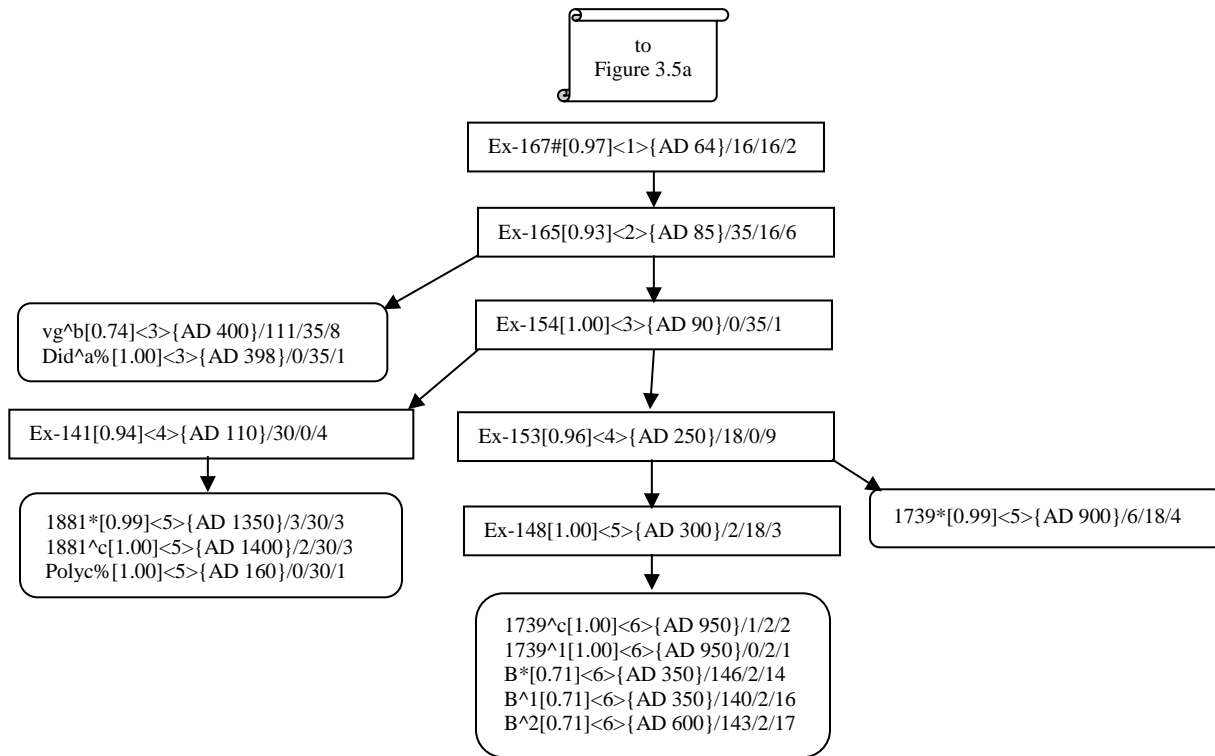 to
Figure 3.5a
Ex-167#[0.97]<1>{AD 64}/16/16/2
Ex-165[0.93]<2>{AD 85}/35/16/6
vg^b[0.74]<3>{AD 400}/111/35/8
Did^a%[1.00]<3>{AD 398}/0/35/1
Ex-154[1.00]<3>{AD 90}/0/35/1
Ex-141[0.94]<4>{AD 110}/30/0/4
Ex-153[0.96]<4>{AD 250}/18/0/9
1881*[0.99]<5>{AD 1350}/3/30/3
1881^c[1.00]<5>{AD 1400}/2/30/3
Polyc%[1.00]<5>{AD 160}/0/30/1
Ex-148[1.00]<5>{AD 300}/2/18/3
1739*[0.99]<5>{AD 900}/6/18/4
1739^c[1.00]<6>{AD 950}/1/2/2
1739^1[1.00]<6>{AD 950}/0/2/1
B*[0.71]<6>{AD 350}/146/2/14
B^1[0.71]<6>{AD 350}/140/2/16
B^2[0.71]<6>{AD 600}/143/2/17